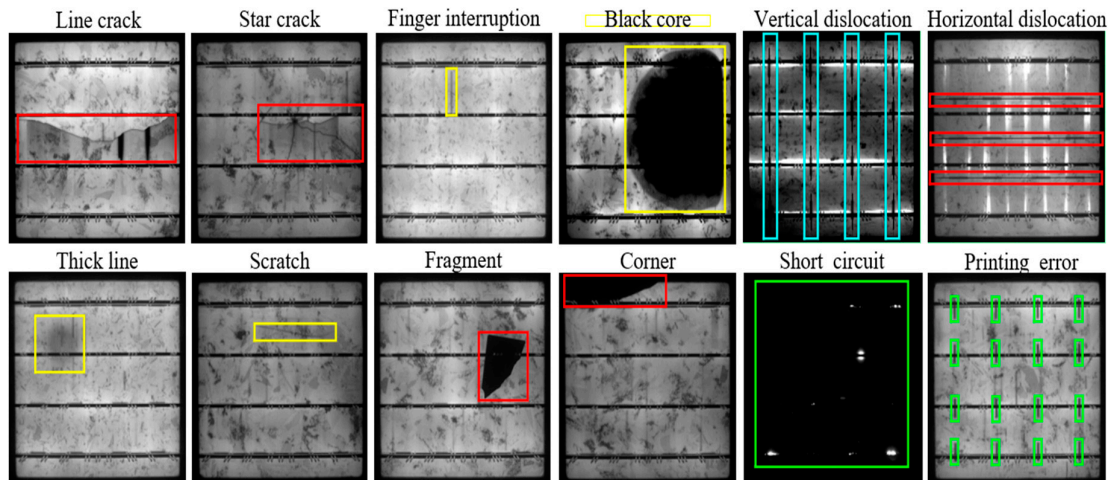 Line crack
Star crack
Finger interruption
Black core
Vertical dislocation
Horizontal dislocation
Thick line
Scratch
Fragment
Corner
Short circuit
Printing error